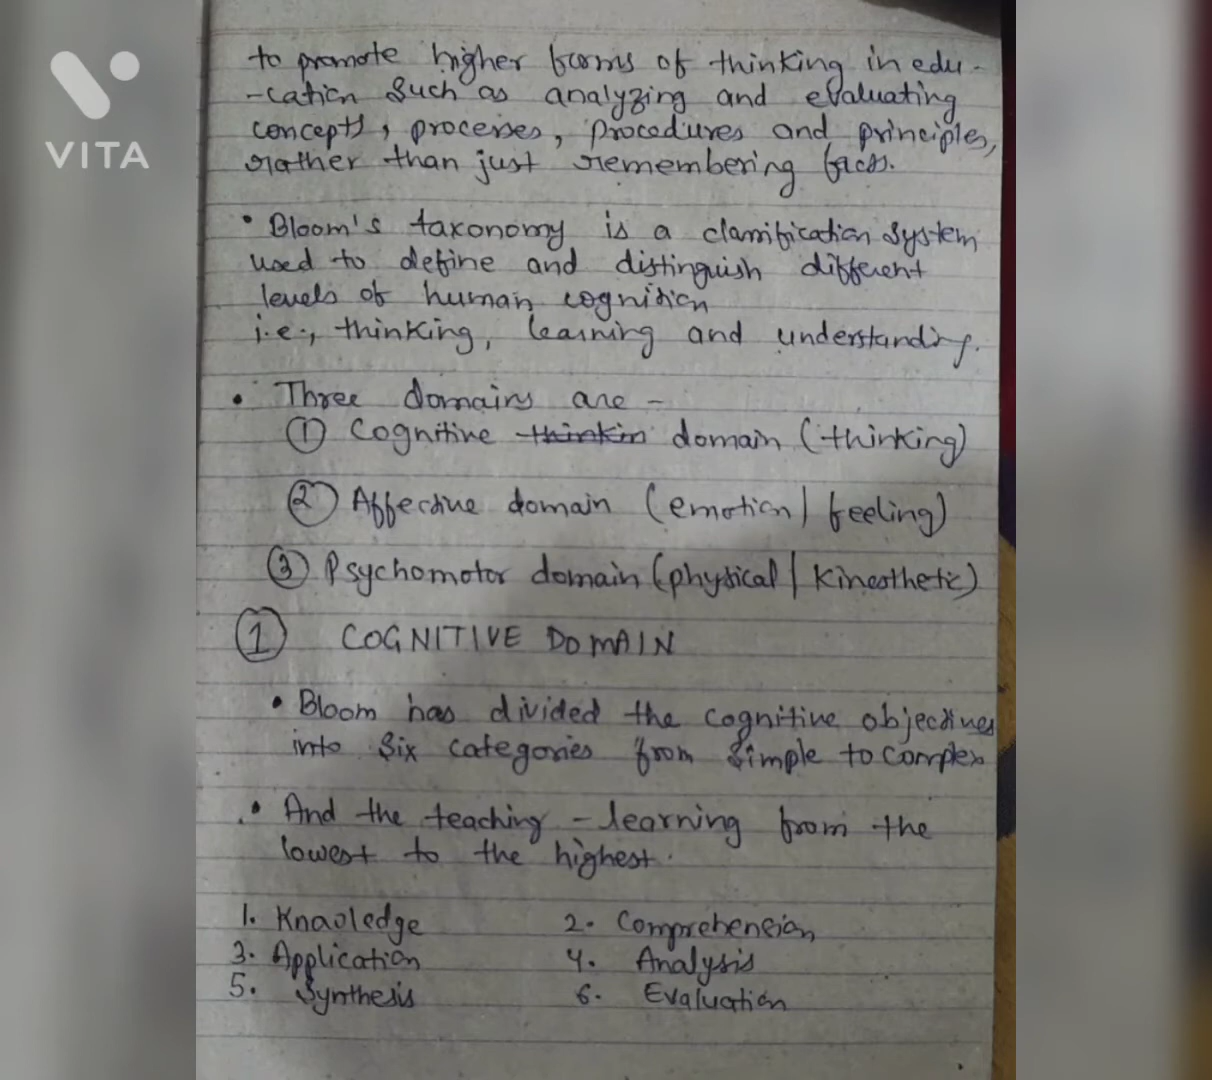 VITA
to promote higher forms of thinking in edu-
-cation such as analyzing and evaluating
concepts, processes, procedures and principles,
rather than just remembering facts.
• Bloom's taxonomy is a classification system
used to define and distinguish different
levels of human cognition
i.e., thinking, learning and understanding.
• Three domains are -
① Cognitive thinkin domain (thinking)
② Affective domain (emotion / feeling)
③ Psychomotor domain (physical / Kinesthetic)
① COGNITIVE DOMAIN
• Bloom has divided the cognitive objectives
into six categories from simple to complex
• And the teaching - learning from the
lowest to the highest.
1. Knowledge 2. Comprehension
3. Application 4. Analysis
5. Synthesis 6. Evaluation